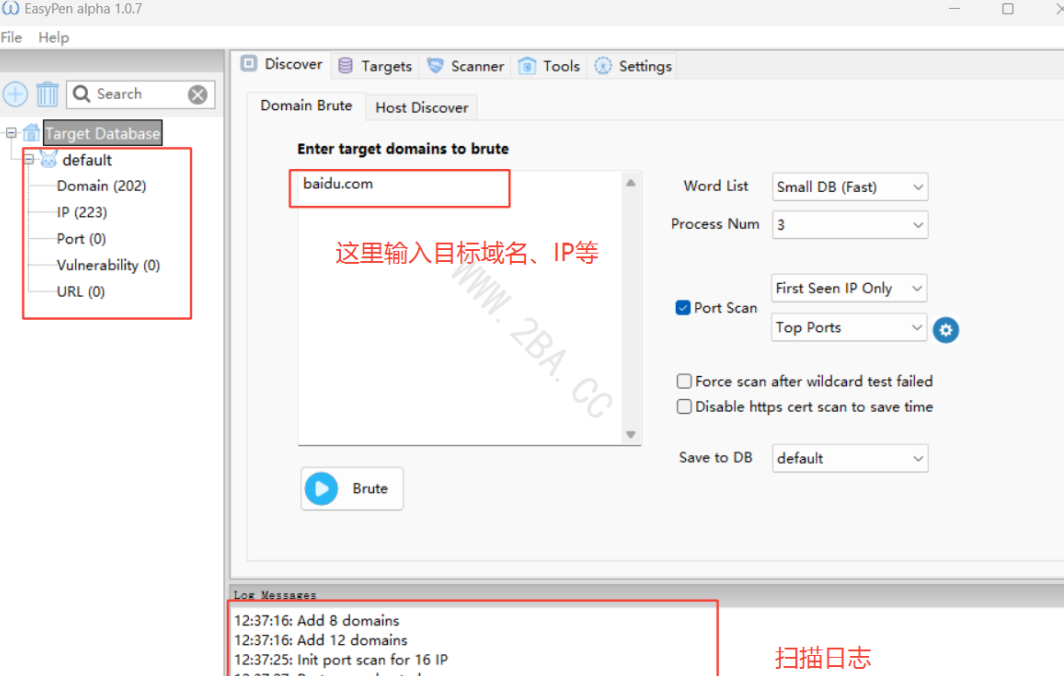 EasyPen alpha 1.0.7
File Help
Discover Targets Scanner Tools Settings
Search
Domain Brute Host Discover
Target Database
default
Domain (202)
IP (223)
Port (0)
Vulnerability (0)
URL (0)
Enter target domains to brute
baidu.com
这里输入目标域名、IP等
WWW.2BA.CC
Word List Small DB (Fast)
Process Num 3
First Seen IP Only
Port Scan
Top Ports
Force scan after wildcard test failed
Disable https cert scan to save time
Save to DB default
Brute
Log Messages
12:37:16: Add 8 domains
12:37:16: Add 12 domains
12:37:25: Init port scan for 16 IP
扫描日志